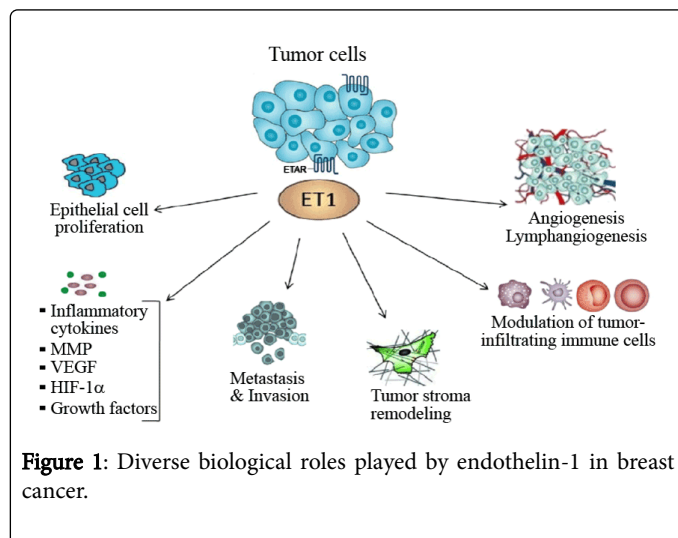 Tumor cells
ETAR
ET1
Epithelial cell
proliferation
Angiogenesis
Lymphangiogenesis
▪ Inflammatory
cytokines
▪ MMP
▪ VEGF
▪ HIF-1α
▪ Growth factors
Metastasis
& Invasion
Tumor stroma
remodeling
Modulation of tumor-
infiltrating immune cells
Figure 1: Diverse biological roles played by endothelin-1 in breast
cancer.